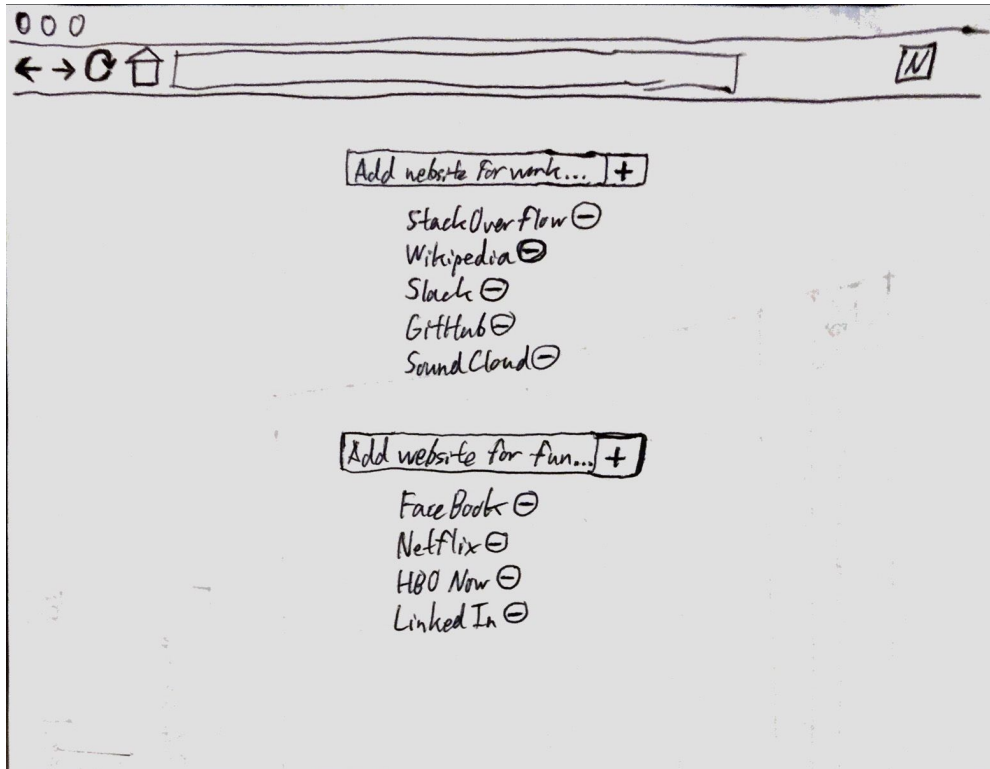 N
Add website for work... +
StackOverflow
Wikipedia
Slack
GitHub
SoundCloud
Add website for fun... +
FaceBook
Netflix
HBO Now
LinkedIn